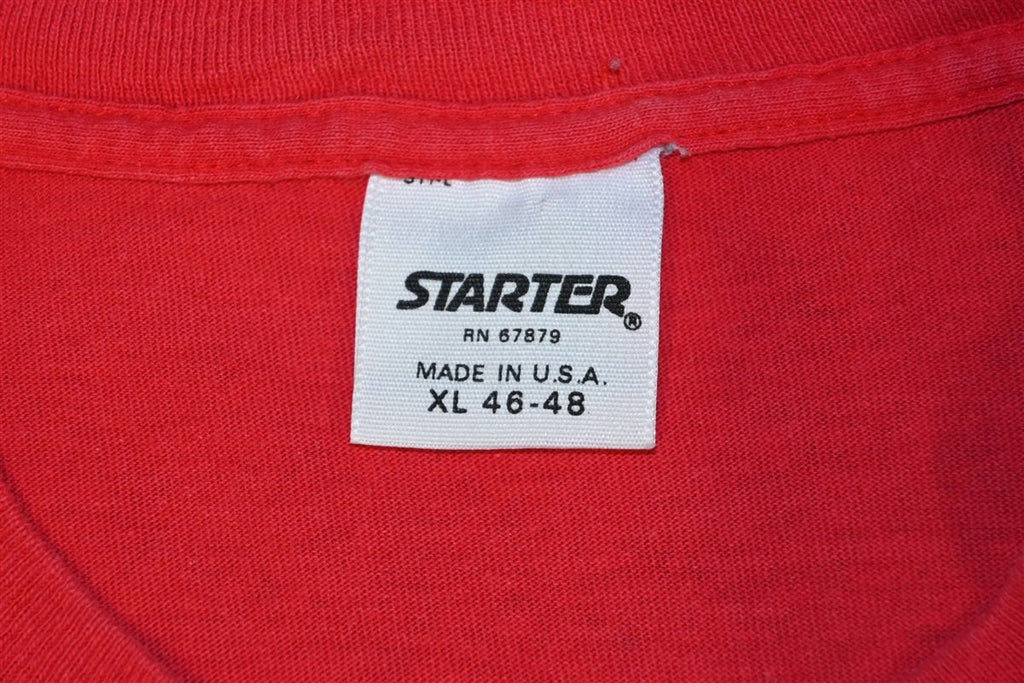 STARTER®
RN 67879
MADE IN U.S.A.
XL 46-48